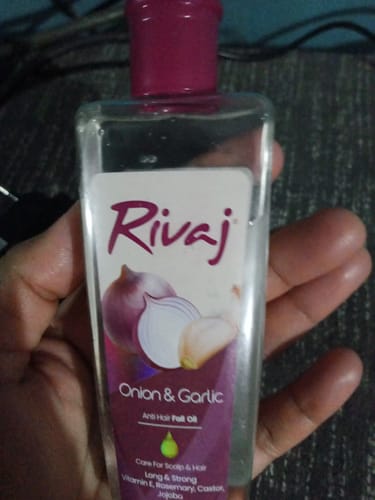 Rivaj
Onion & Garlic
Anti Hair Fall Oil
Care For Scalp & Hair
Long & Strong
Vitamin E, Rosemary, Castor,
Jojoba